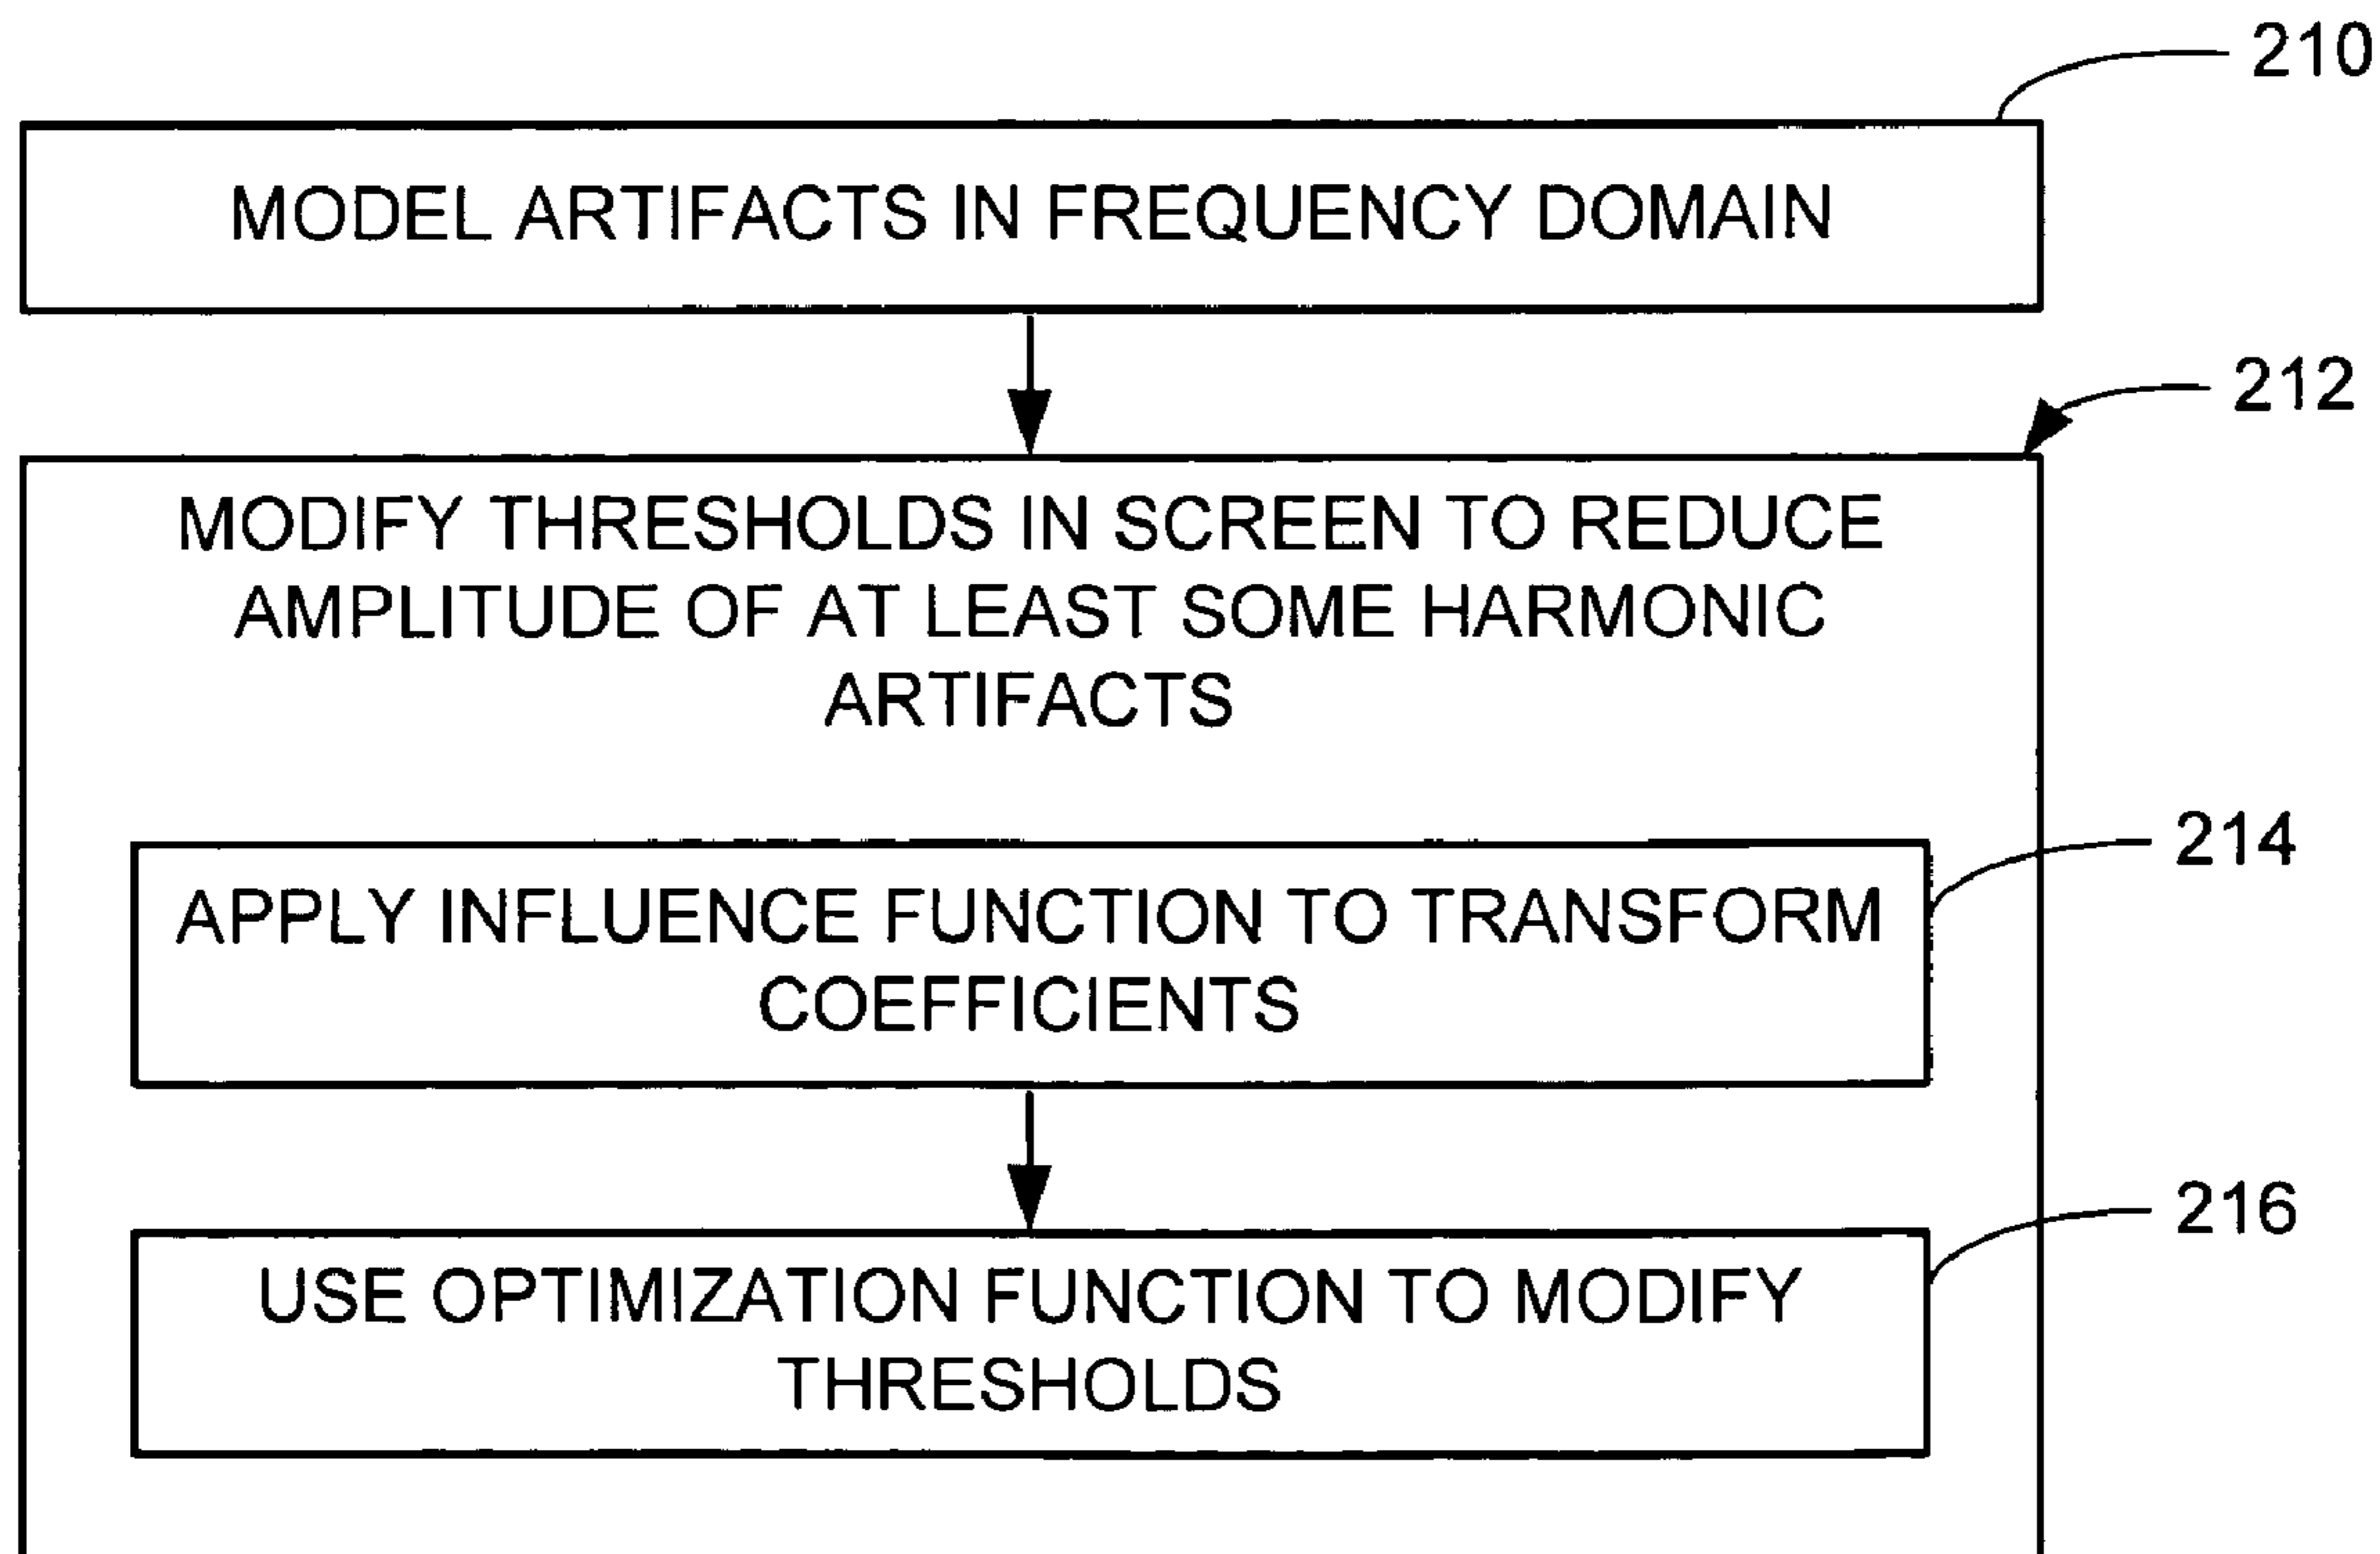 210
MODEL ARTIFACTS IN FREQUENCY DOMAIN
212
MODIFY THRESHOLDS IN SCREEN TO REDUCE
AMPLITUDE OF AT LEAST SOME HARMONIC
ARTIFACTS
214
APPLY INFLUENCE FUNCTION TO TRANSFORM
COEFFICIENTS
216
USE OPTIMIZATION FUNCTION TO MODIFY
THRESHOLDS